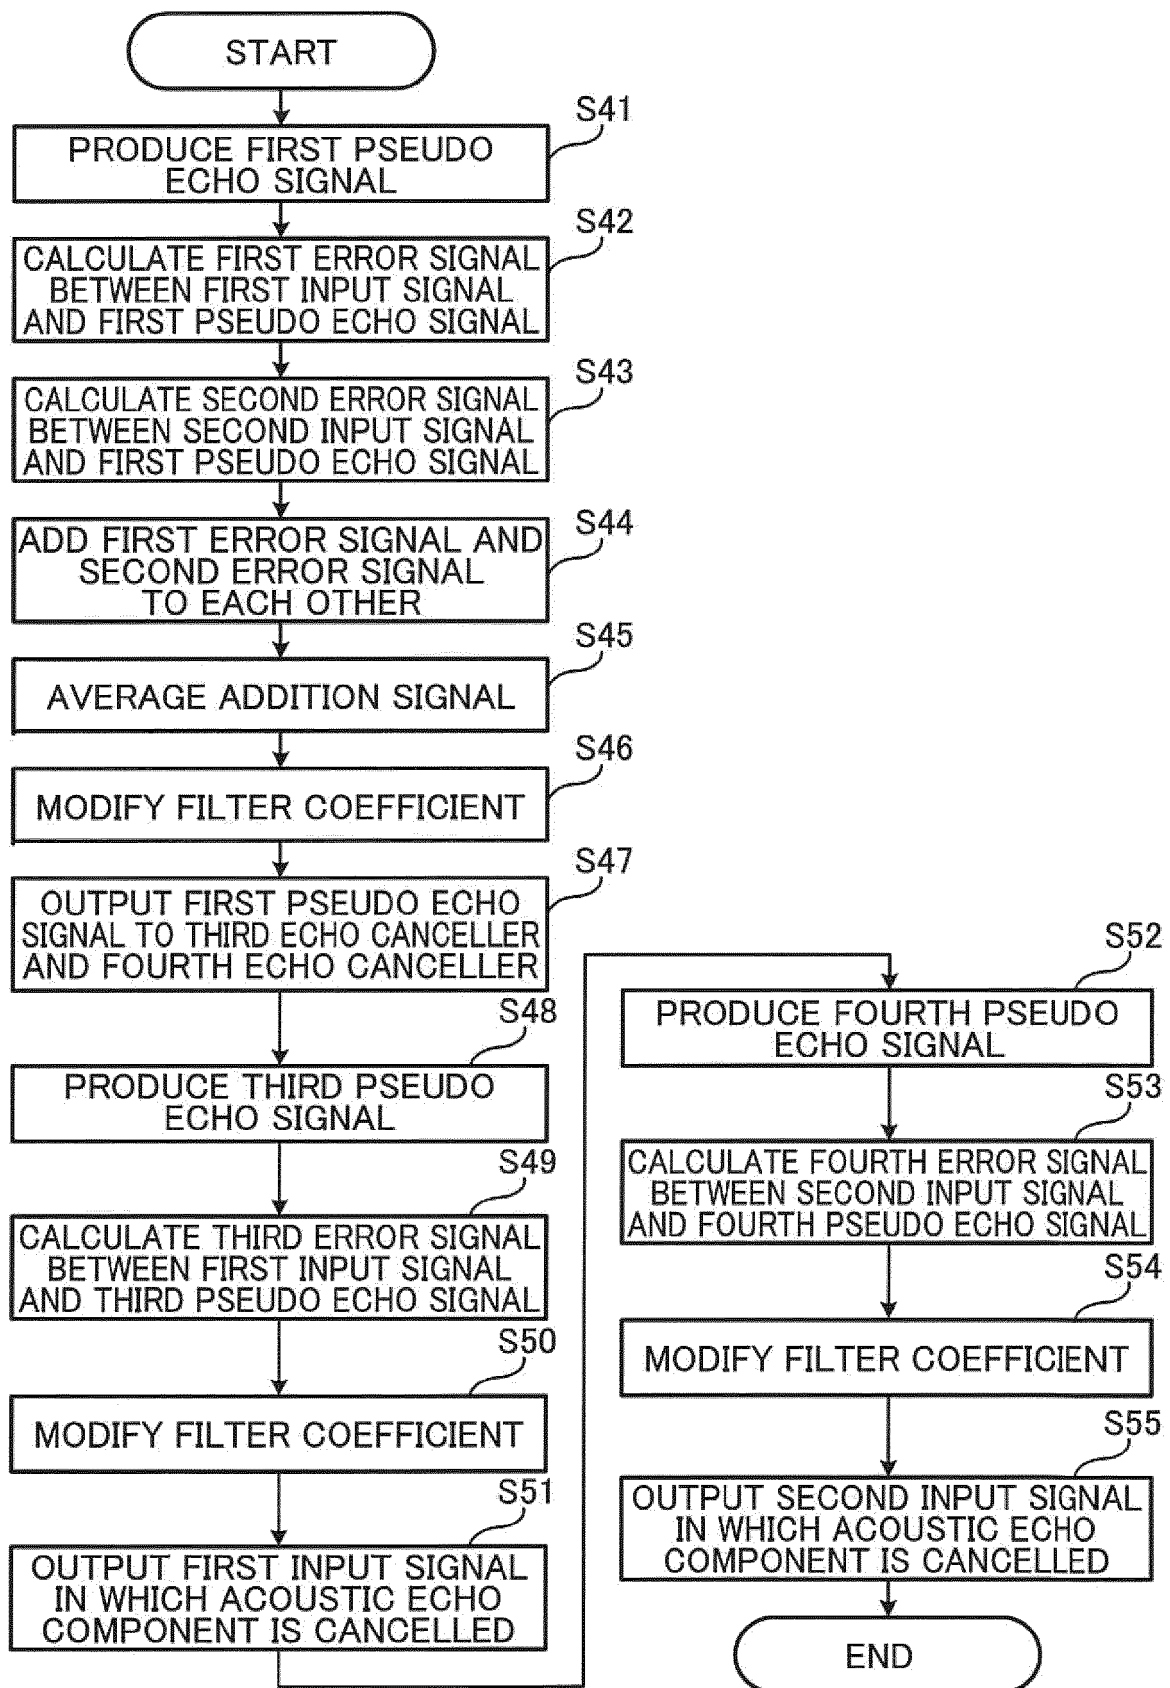 START
S41
PRODUCE FIRST PSEUDO
ECHO SIGNAL
S42
CALCULATE FIRST ERROR SIGNAL
BETWEEN FIRST INPUT SIGNAL
AND FIRST PSEUDO ECHO SIGNAL
S43
CALCULATE SECOND ERROR SIGNAL
BETWEEN SECOND INPUT SIGNAL
AND FIRST PSEUDO ECHO SIGNAL
S44
ADD FIRST ERROR SIGNAL AND
SECOND ERROR SIGNAL
TO EACH OTHER
S45
AVERAGE ADDITION SIGNAL
S46
MODIFY FILTER COEFFICIENT
S47
OUTPUT FIRST PSEUDO ECHO
SIGNAL TO THIRD ECHO CANCELLER
AND FOURTH ECHO CANCELLER
S48
PRODUCE THIRD PSEUDO
ECHO SIGNAL
S49
CALCULATE THIRD ERROR SIGNAL
BETWEEN FIRST INPUT SIGNAL
AND THIRD PSEUDO ECHO SIGNAL
S50
MODIFY FILTER COEFFICIENT
S51
OUTPUT FIRST INPUT SIGNAL
IN WHICH ACOUSTIC ECHO
COMPONENT IS CANCELLED
S52
PRODUCE FOURTH PSEUDO
ECHO SIGNAL
S53
CALCULATE FOURTH ERROR SIGNAL
BETWEEN SECOND INPUT SIGNAL
AND FOURTH PSEUDO ECHO SIGNAL
S54
MODIFY FILTER COEFFICIENT
S55
OUTPUT SECOND INPUT SIGNAL
IN WHICH ACOUSTIC ECHO
COMPONENT IS CANCELLED
END